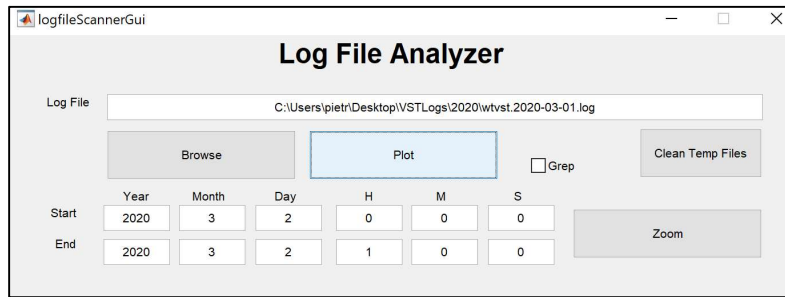 logfileScannerGui
Log File Analyzer
Log File C:\Users\pietr\Desktop\VSTLogs\2020\wtvst.2020-03-01.log
Browse Plot Grep Clean Temp Files
Year Month Day H M S
Start 2020 3 2 0 0 0
End 2020 3 2 1 0 0
Zoom